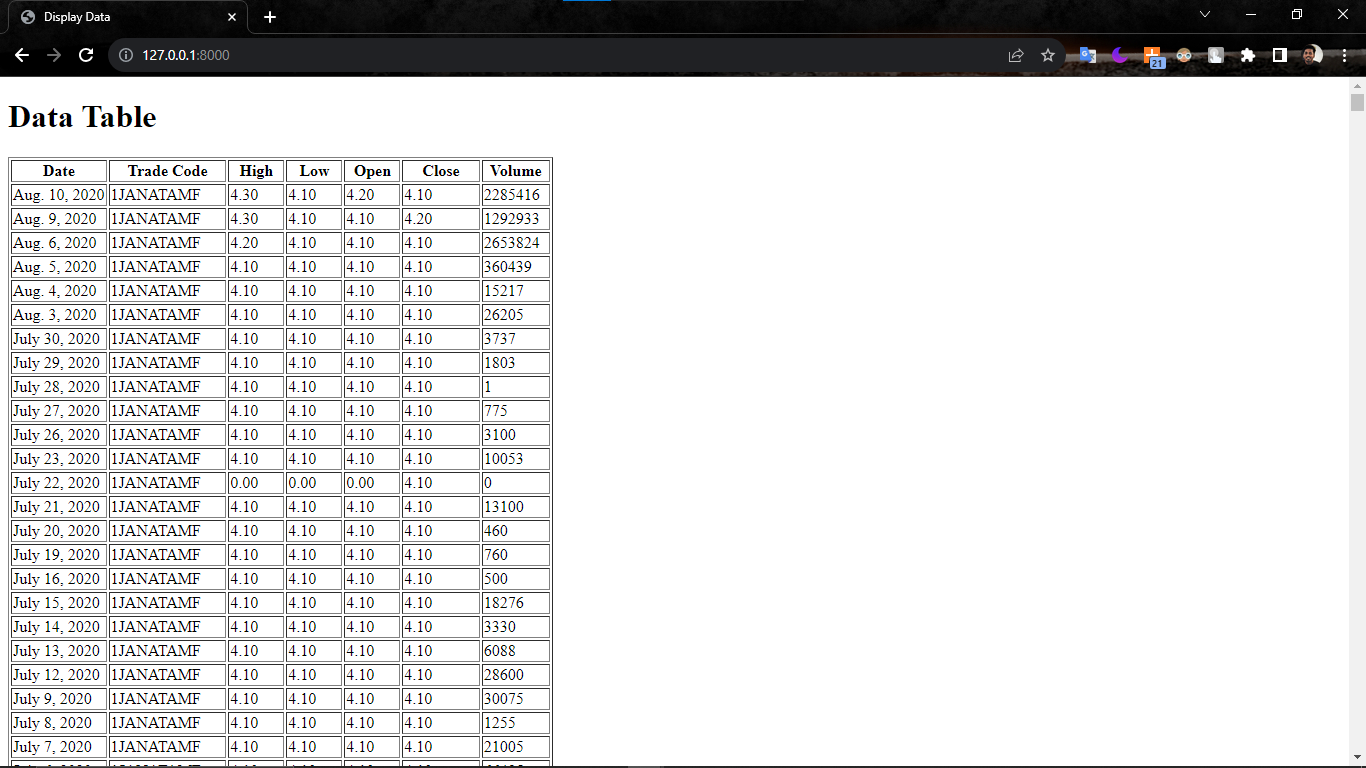 Display Data
127.0.0.1:8000
21
Data Table
Date Trade Code High Low Open Close Volume
Aug. 10, 2020 1JANATAMF 4.30 4.10 4.20 4.10 2285416
Aug. 9, 2020 1JANATAMF 4.30 4.10 4.10 4.20 1292933
Aug. 6, 2020 1JANATAMF 4.20 4.10 4.10 4.10 2653824
Aug. 5, 2020 1JANATAMF 4.10 4.10 4.10 4.10 360439
Aug. 4, 2020 1JANATAMF 4.10 4.10 4.10 4.10 15217
Aug. 3, 2020 1JANATAMF 4.10 4.10 4.10 4.10 26205
July 30, 2020 1JANATAMF 4.10 4.10 4.10 4.10 3737
July 29, 2020 1JANATAMF 4.10 4.10 4.10 4.10 1803
July 28, 2020 1JANATAMF 4.10 4.10 4.10 4.10 1
July 27, 2020 1JANATAMF 4.10 4.10 4.10 4.10 775
July 26, 2020 1JANATAMF 4.10 4.10 4.10 4.10 3100
July 23, 2020 1JANATAMF 4.10 4.10 4.10 4.10 10053
July 22, 2020 1JANATAMF 0.00 0.00 0.00 4.10 0
July 21, 2020 1JANATAMF 4.10 4.10 4.10 4.10 13100
July 20, 2020 1JANATAMF 4.10 4.10 4.10 4.10 460
July 19, 2020 1JANATAMF 4.10 4.10 4.10 4.10 760
July 16, 2020 1JANATAMF 4.10 4.10 4.10 4.10 500
July 15, 2020 1JANATAMF 4.10 4.10 4.10 4.10 18276
July 14, 2020 1JANATAMF 4.10 4.10 4.10 4.10 3330
July 13, 2020 1JANATAMF 4.10 4.10 4.10 4.10 6088
July 12, 2020 1JANATAMF 4.10 4.10 4.10 4.10 28600
July 9, 2020 1JANATAMF 4.10 4.10 4.10 4.10 30075
July 8, 2020 1JANATAMF 4.10 4.10 4.10 4.10 1255
July 7, 2020 1JANATAMF 4.10 4.10 4.10 4.10 21005